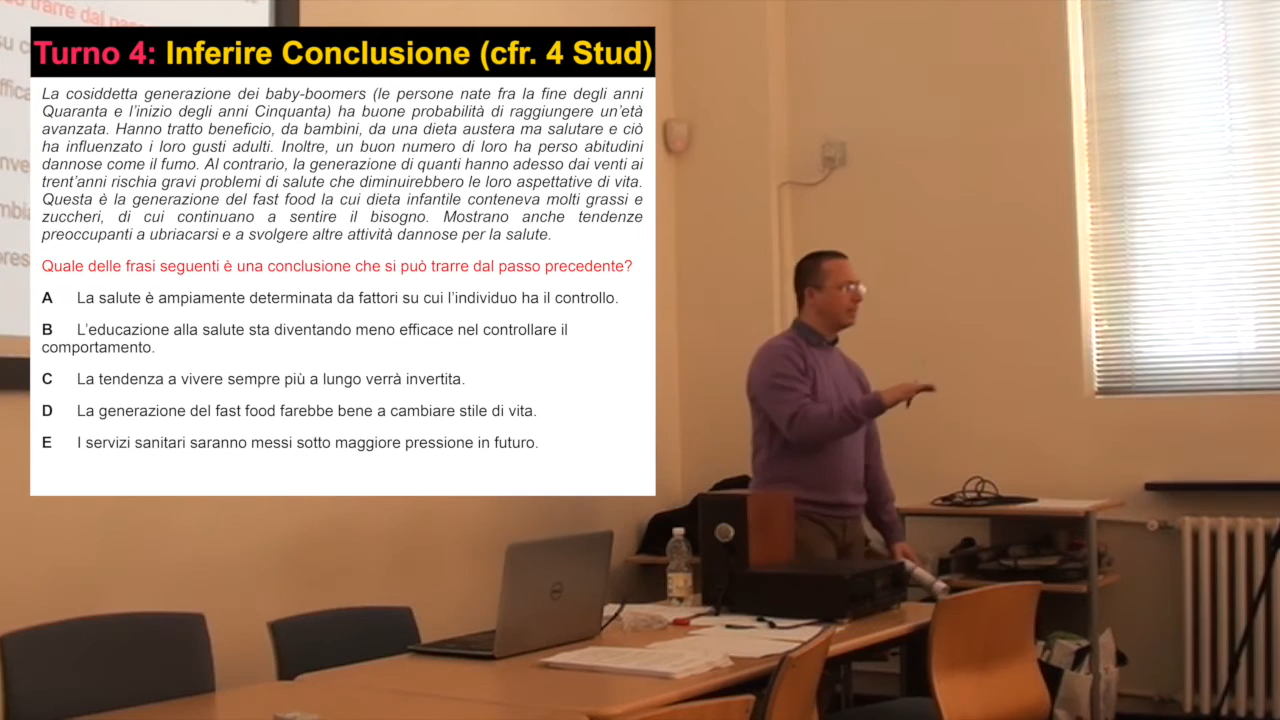 Turno 4: Inferire Conclusione (cfr. 4 Stud)
La cosiddetta generazione dei baby-boomers (le persone nate fra la fine degli anni
Quaranta e l'inizio degli anni Cinquanta) ha buone probabilità di raggiungere un'età
avanzata. Hanno tratto beneficio, da bambini, da una dieta austera ma salutare e ciò
ha influenzato i loro gusti adulti. Inoltre, un buon numero di loro ha perso abitudini
dannose come il fumo. Al contrario, la generazione di quanti hanno adesso dai venti ai
trent'anni rischia gravi problemi di salute che diminuirebbero le loro aspettative di vita.
Questa è la generazione del fast food la cui dieta infantile conteneva molti grassi e
zuccheri, di cui continuano a sentire il bisogno. Mostrano anche tendenze
preoccupanti a ubriacarsi e a svolgere altre attività dannose per la salute.
Quale delle frasi seguenti è una conclusione che si può trarre dal passo precedente?
A La salute è ampiamente determinata da fattori su cui l'individuo ha il controllo.
B L'educazione alla salute sta diventando meno efficace nel controllare il
comportamento.
C La tendenza a vivere sempre più a lungo verrà invertita.
D La generazione del fast food farebbe bene a cambiare stile di vita.
E I servizi sanitari saranno messi sotto maggiore pressione in futuro.
trarre dal